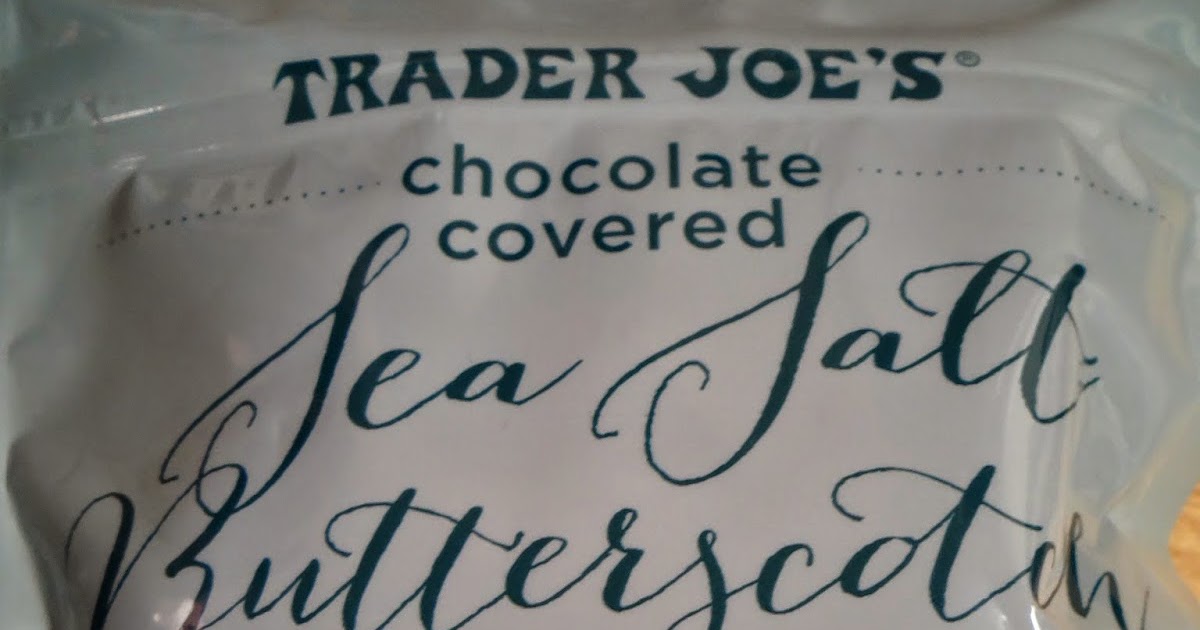 TRADER JOE'S®
chocolate
covered
Sea Salt
Butterscotch